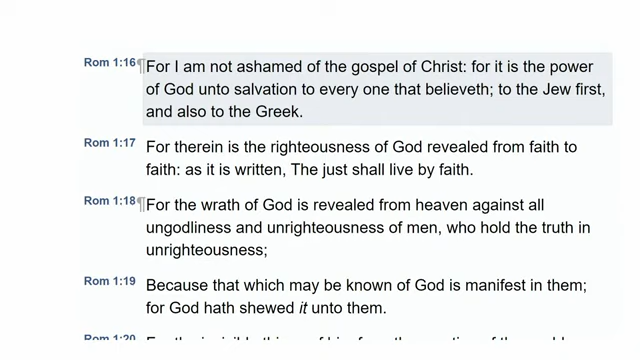 Rom 1:16 ¶For I am not ashamed of the gospel of Christ: for it is the power
of God unto salvation to every one that believeth; to the Jew first,
and also to the Greek.
Rom 1:17 For therein is the righteousness of God revealed from faith to
faith: as it is written, The just shall live by faith.
Rom 1:18 ¶For the wrath of God is revealed from heaven against all
ungodliness and unrighteousness of men, who hold the truth in
unrighteousness;
Rom 1:19 Because that which may be known of God is manifest in them;
for God hath shewed it unto them.
Rom 1:20